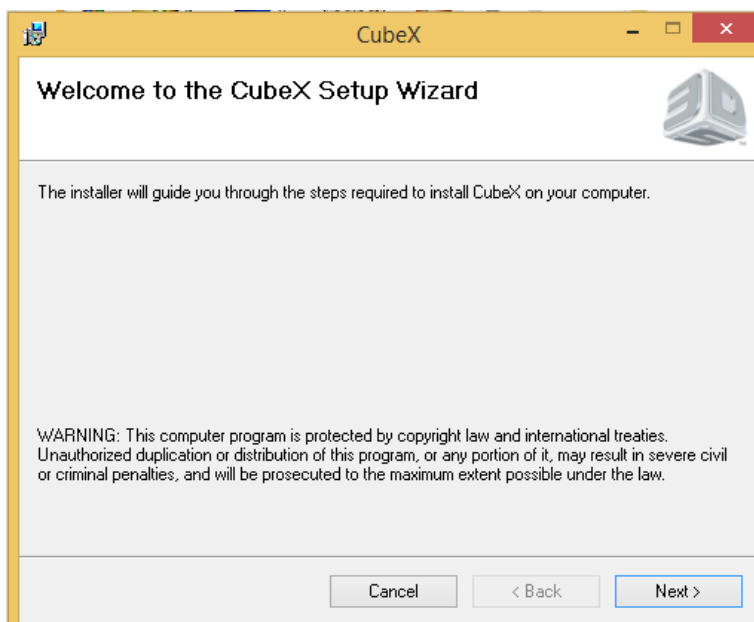 CubeX
Welcome to the CubeX Setup Wizard
3DS
The installer will guide you through the steps required to install CubeX on your computer.
WARNING: This computer program is protected by copyright law and international treaties.
Unauthorized duplication or distribution of this program, or any portion of it, may result in severe civil
or criminal penalties, and will be prosecuted to the maximum extent possible under the law.
Cancel
< Back
Next >